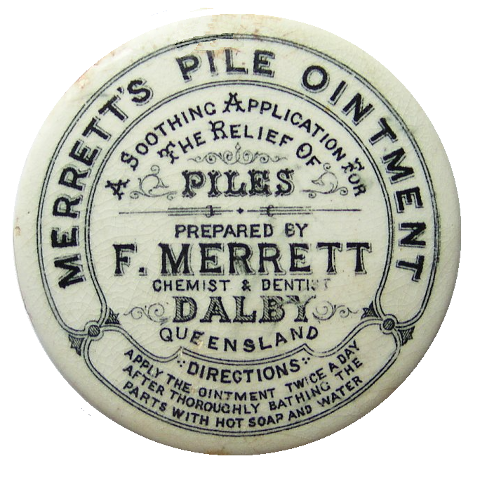 MERRETT'S PILE OINTMENT
A SOOTHING APPLICATION FOR
THE RELIEF OF
PILES
PREPARED BY
F. MERRETT
CHEMIST & DENTIST
DALBY
QUEENSLAND
DIRECTIONS
APPLY THE OINTMENT TWICE A DAY
AFTER THOROUGHLY BATHING THE
PARTS WITH HOT SOAP AND WATER